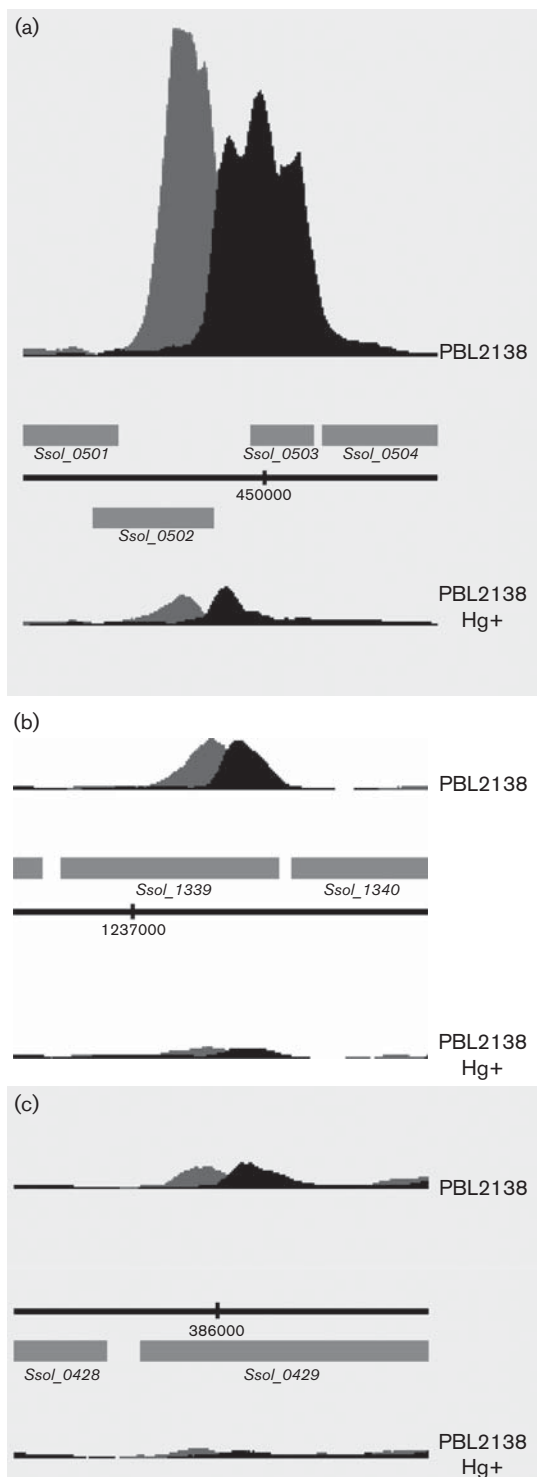 (a)
PBL2138
Ssol_0501
Ssol_0503
Ssol_0504
450000
Ssol_0502
PBL2138
Hg+
(b)
PBL2138
Ssol_1339
Ssol_1340
1237000
PBL2138
Hg+
(c)
PBL2138
386000
Ssol_0428
Ssol_0429
PBL2138
Hg+